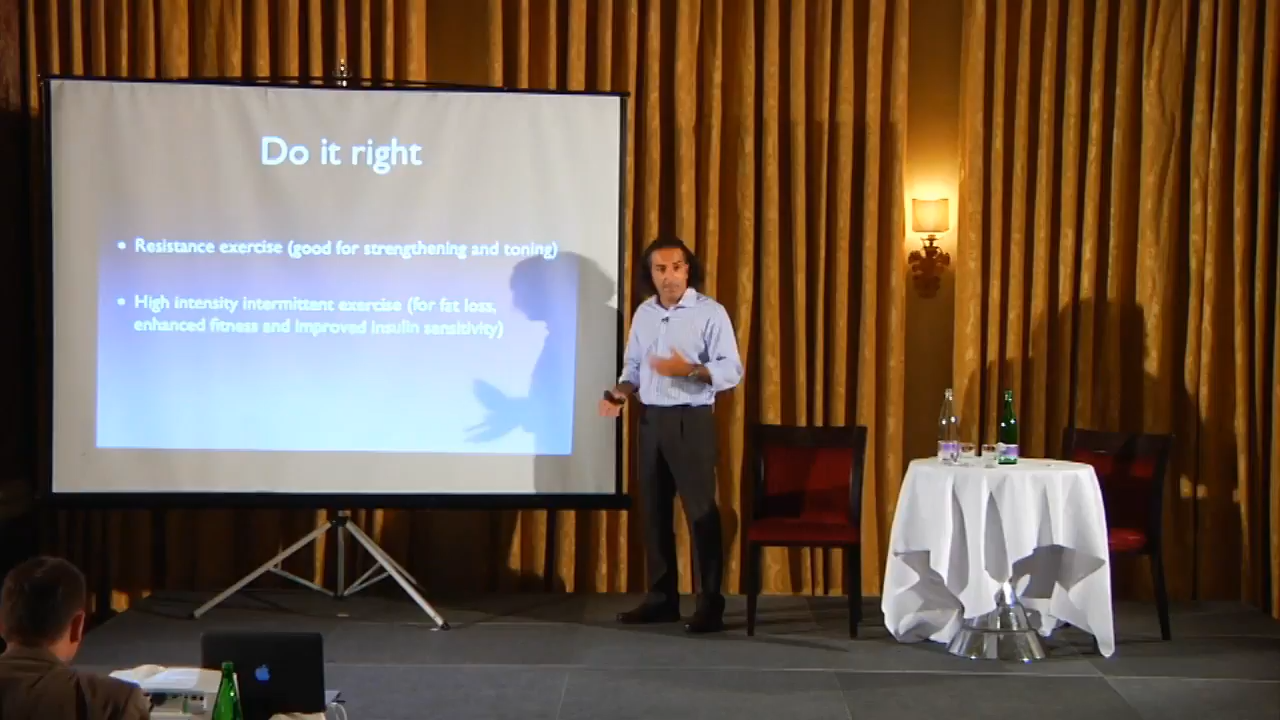 Do it right
• Resistance exercise (good for strengthening and toning)
• High intensity intermittent exercise (for fat loss,
enhanced fitness and improved insulin sensitivity)